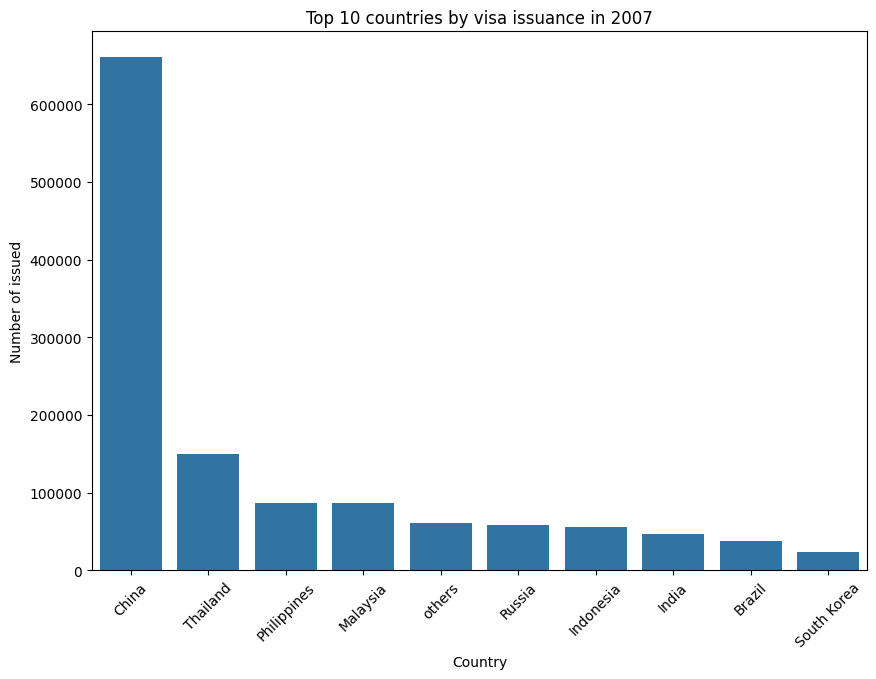 Top 10 countries by visa issuance in 2007
Number of issued
600000
500000
400000
300000
200000
100000
0
China
Thailand
Philippines
Malaysia
others
Russia
Indonesia
India
Brazil
South Korea
Country